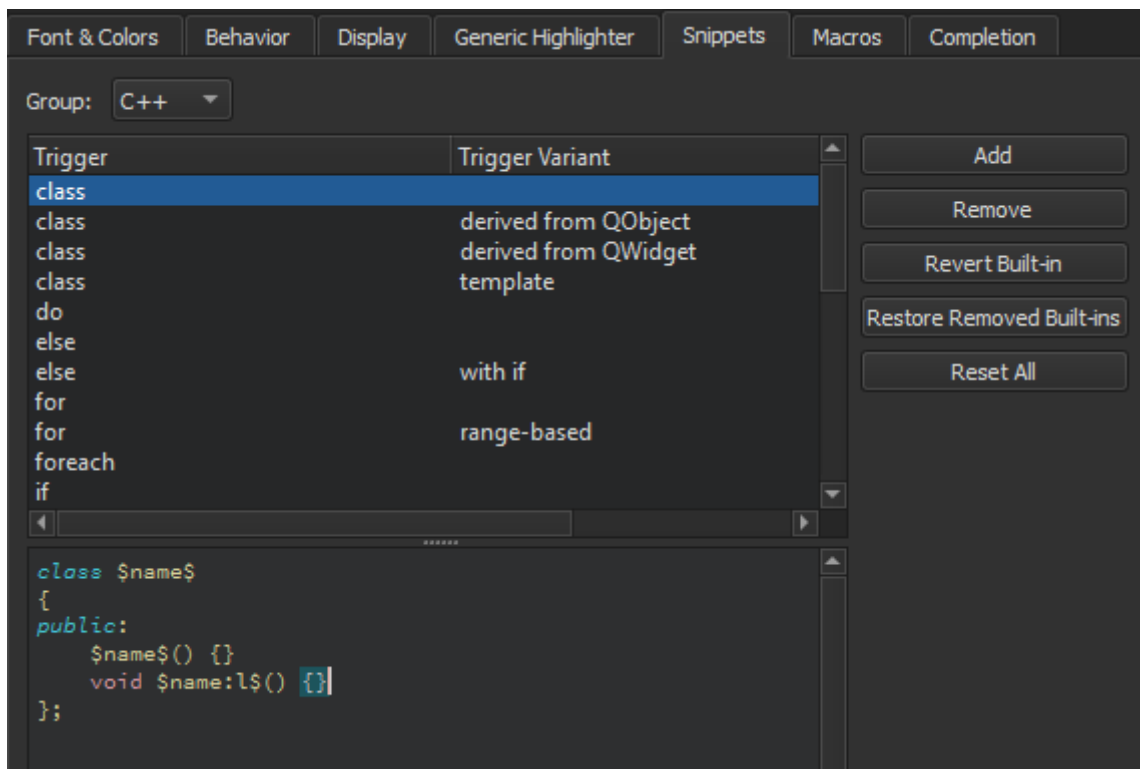 Font & Colors Behavior Display Generic Highlighter Snippets Macros Completion
Group: C++
Trigger Trigger Variant Add
class
class derived from QObject Remove
class derived from QWidget Revert Built-in
class template
do Restore Removed Built-ins
else
else with if Reset All
for
for range-based
foreach
if
class $name$
{
public:
    $name$() {}
    void $name:l$() {}
};